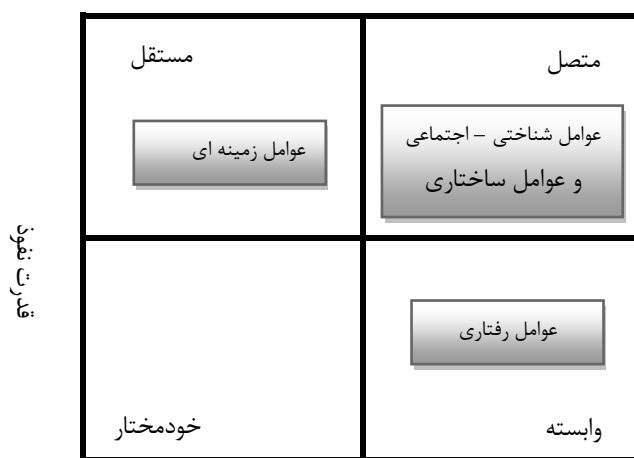 متصل
مستقل
عوامل شناختی – اجتماعی
و عوامل ساختاری
عوامل زمینه ای
قدرت نفوذ
عوامل رفتاری
وابسته
خودمختار